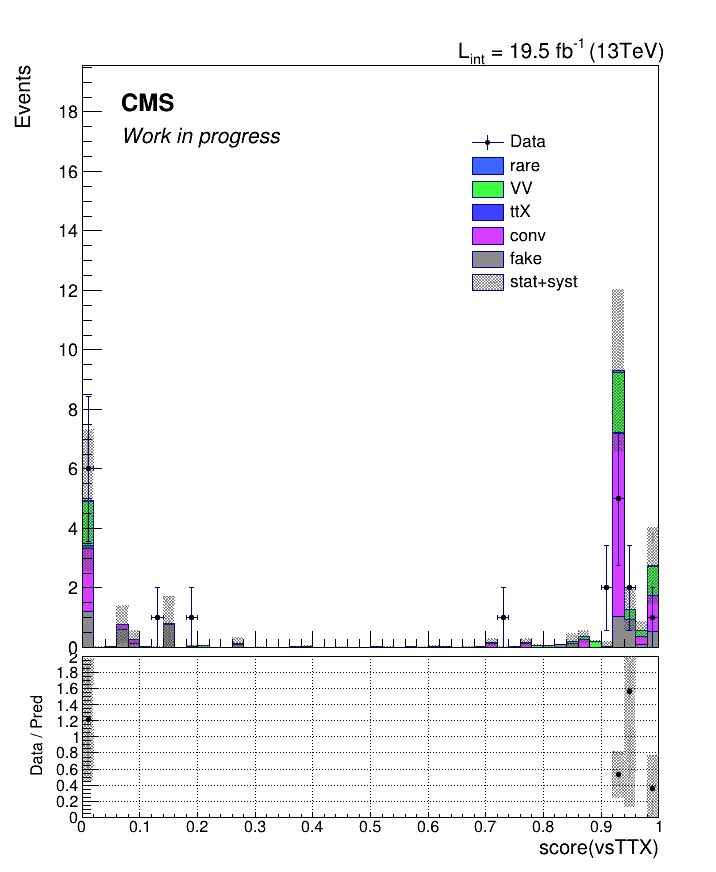 L_int = 19.5 fb^-1 (13TeV)
Events
CMS
Work in progress
Data
rare
VV
ttX
conv
fake
stat+syst
18
16
14
12
10
8
6
4
2
0
Data / Pred
2
1.8
1.6
1.4
1.2
1
0.8
0.6
0.4
0.2
0
0 0.1 0.2 0.3 0.4 0.5 0.6 0.7 0.8 0.9 1
score(vsTTX)